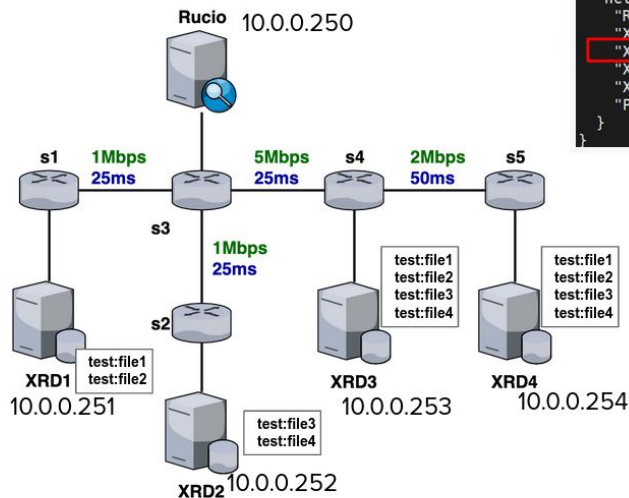 Rucio 10.0.0.250
"R
"X
"X
"X
"X
"P
}
}
s1 1Mbps 5Mbps s4 2Mbps s5
25ms 25ms 50ms
s3
1Mbps
25ms
s2
test:file1
test:file2
test:file3
test:file4
test:file1
test:file2
test:file3
test:file4
test:file1
test:file2
XRD1
10.0.0.251
XRD3
10.0.0.253
XRD4
10.0.0.254
test:file3
test:file4
XRD2
10.0.0.252